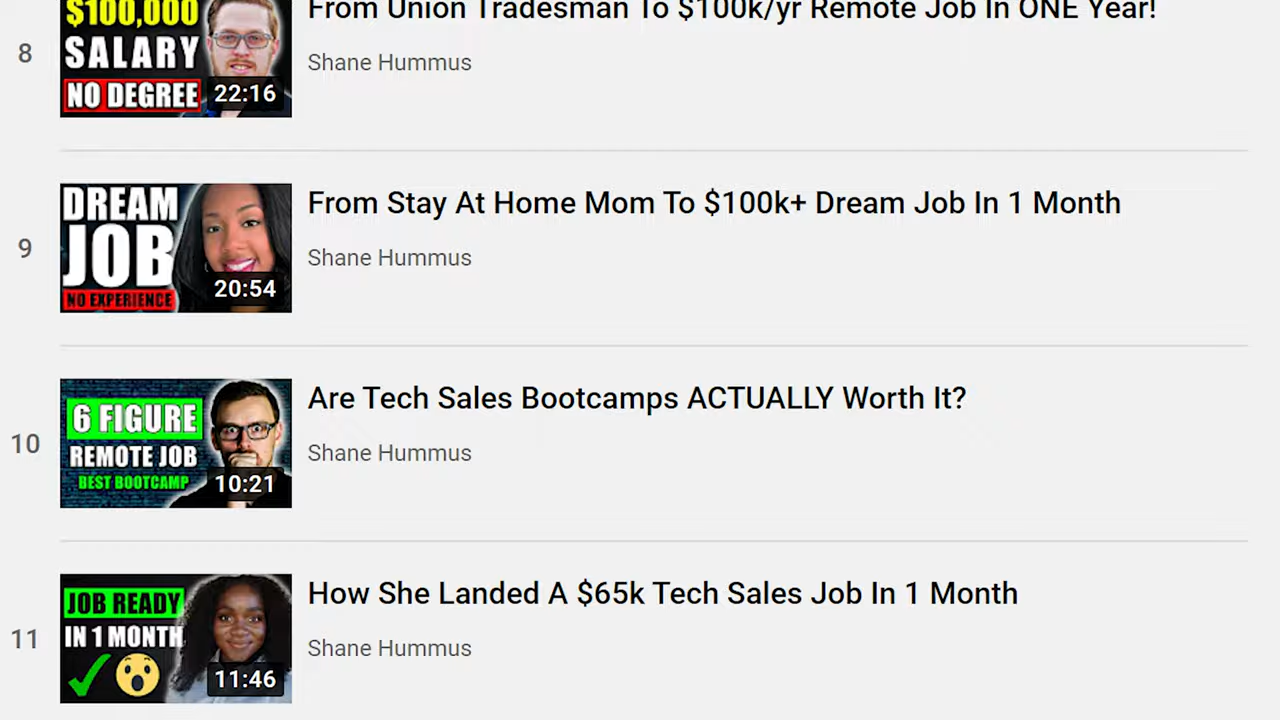 8
$100,000
SALARY
NO DEGREE
22:16
From Union Tradesman To $100k/yr Remote Job In ONE Year!
Shane Hummus
9
DREAM
JOB
NO EXPERIENCE
20:54
From Stay At Home Mom To $100k+ Dream Job In 1 Month
Shane Hummus
10
6 FIGURE
REMOTE JOB
BEST BOOTCAMP
10:21
Are Tech Sales Bootcamps ACTUALLY Worth It?
Shane Hummus
11
JOB READY
IN 1 MONTH
11:46
How She Landed A $65k Tech Sales Job In 1 Month
Shane Hummus